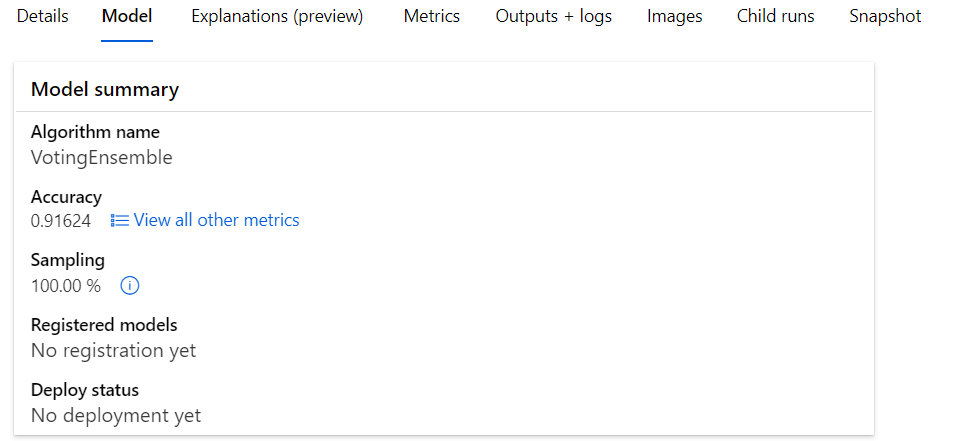 Details Model Explanations (preview) Metrics Outputs + logs Images Child runs Snapshot
Model summary
Algorithm name
VotingEnsemble
Accuracy
0.91624 View all other metrics
Sampling
100.00 %
Registered models
No registration yet
Deploy status
No deployment yet